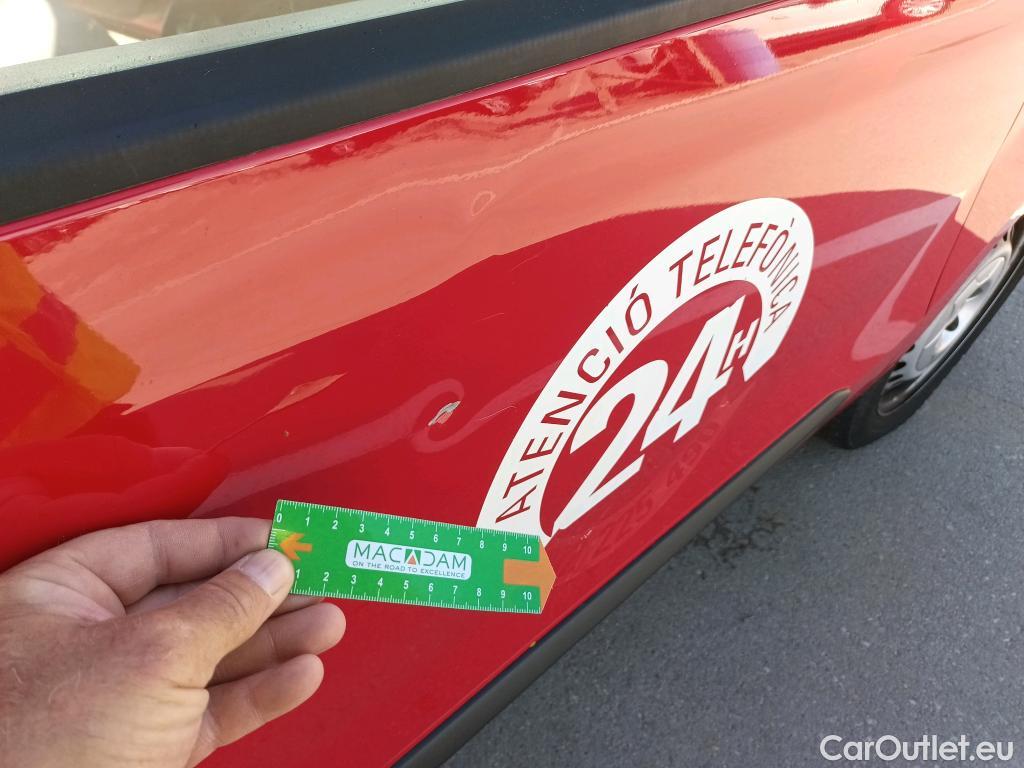 ATENCIÓ TELEFÓNICA
24H
0 1 2 3 4 5 6 7 8 9 10
MACADAM
ON THE ROAD TO EXCELLENCE
1 2 3 4 5 6 7 8 9 10
CarOutlet.eu